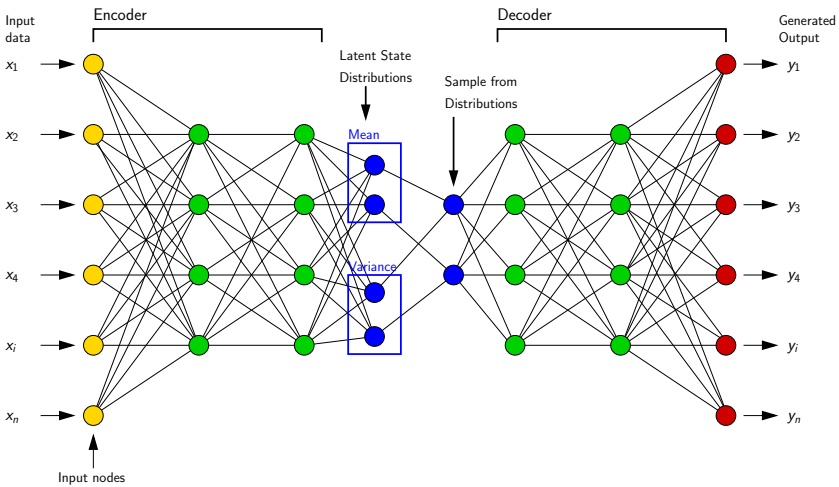 Input
data
Encoder
Decoder
Generated
Output
Latent State
Distributions
Sample from
Distributions
x₁
y₁
x₂
Mean
y₂
x₃
y₃
x₄
Variance
y₄
xᵢ
yᵢ
xₙ
yₙ
Input nodes